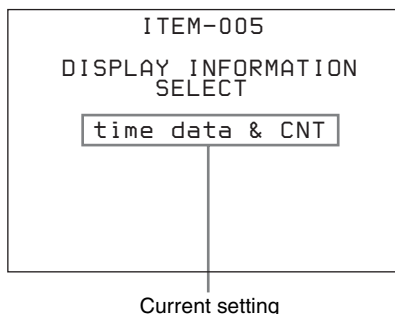 ITEM-005
DISPLAY INFORMATION
SELECT
time data & CNT
Current setting